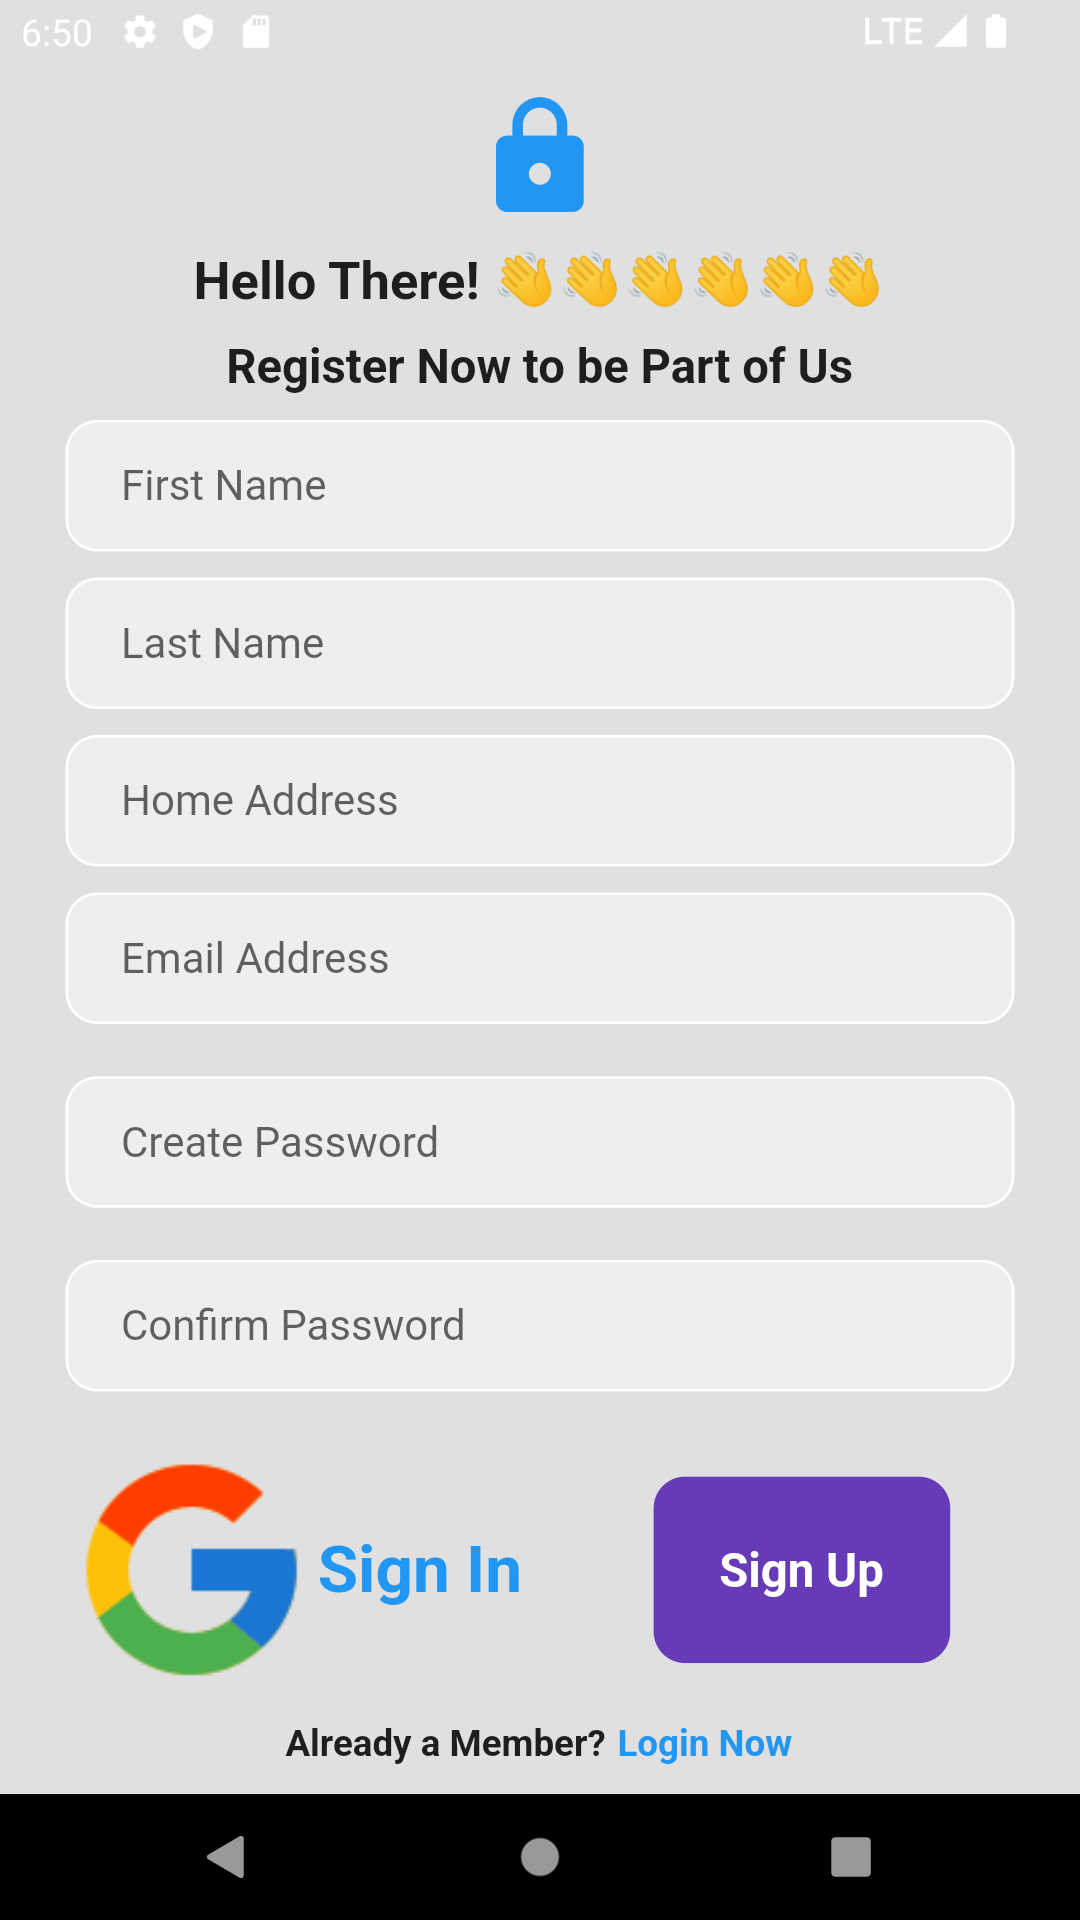 6:50 LTE
Hello There! 👋👋👋👋👋👋
Register Now to be Part of Us
First Name
Last Name
Home Address
Email Address
Create Password
Confirm Password
Sign In
Sign Up
Already a Member? Login Now